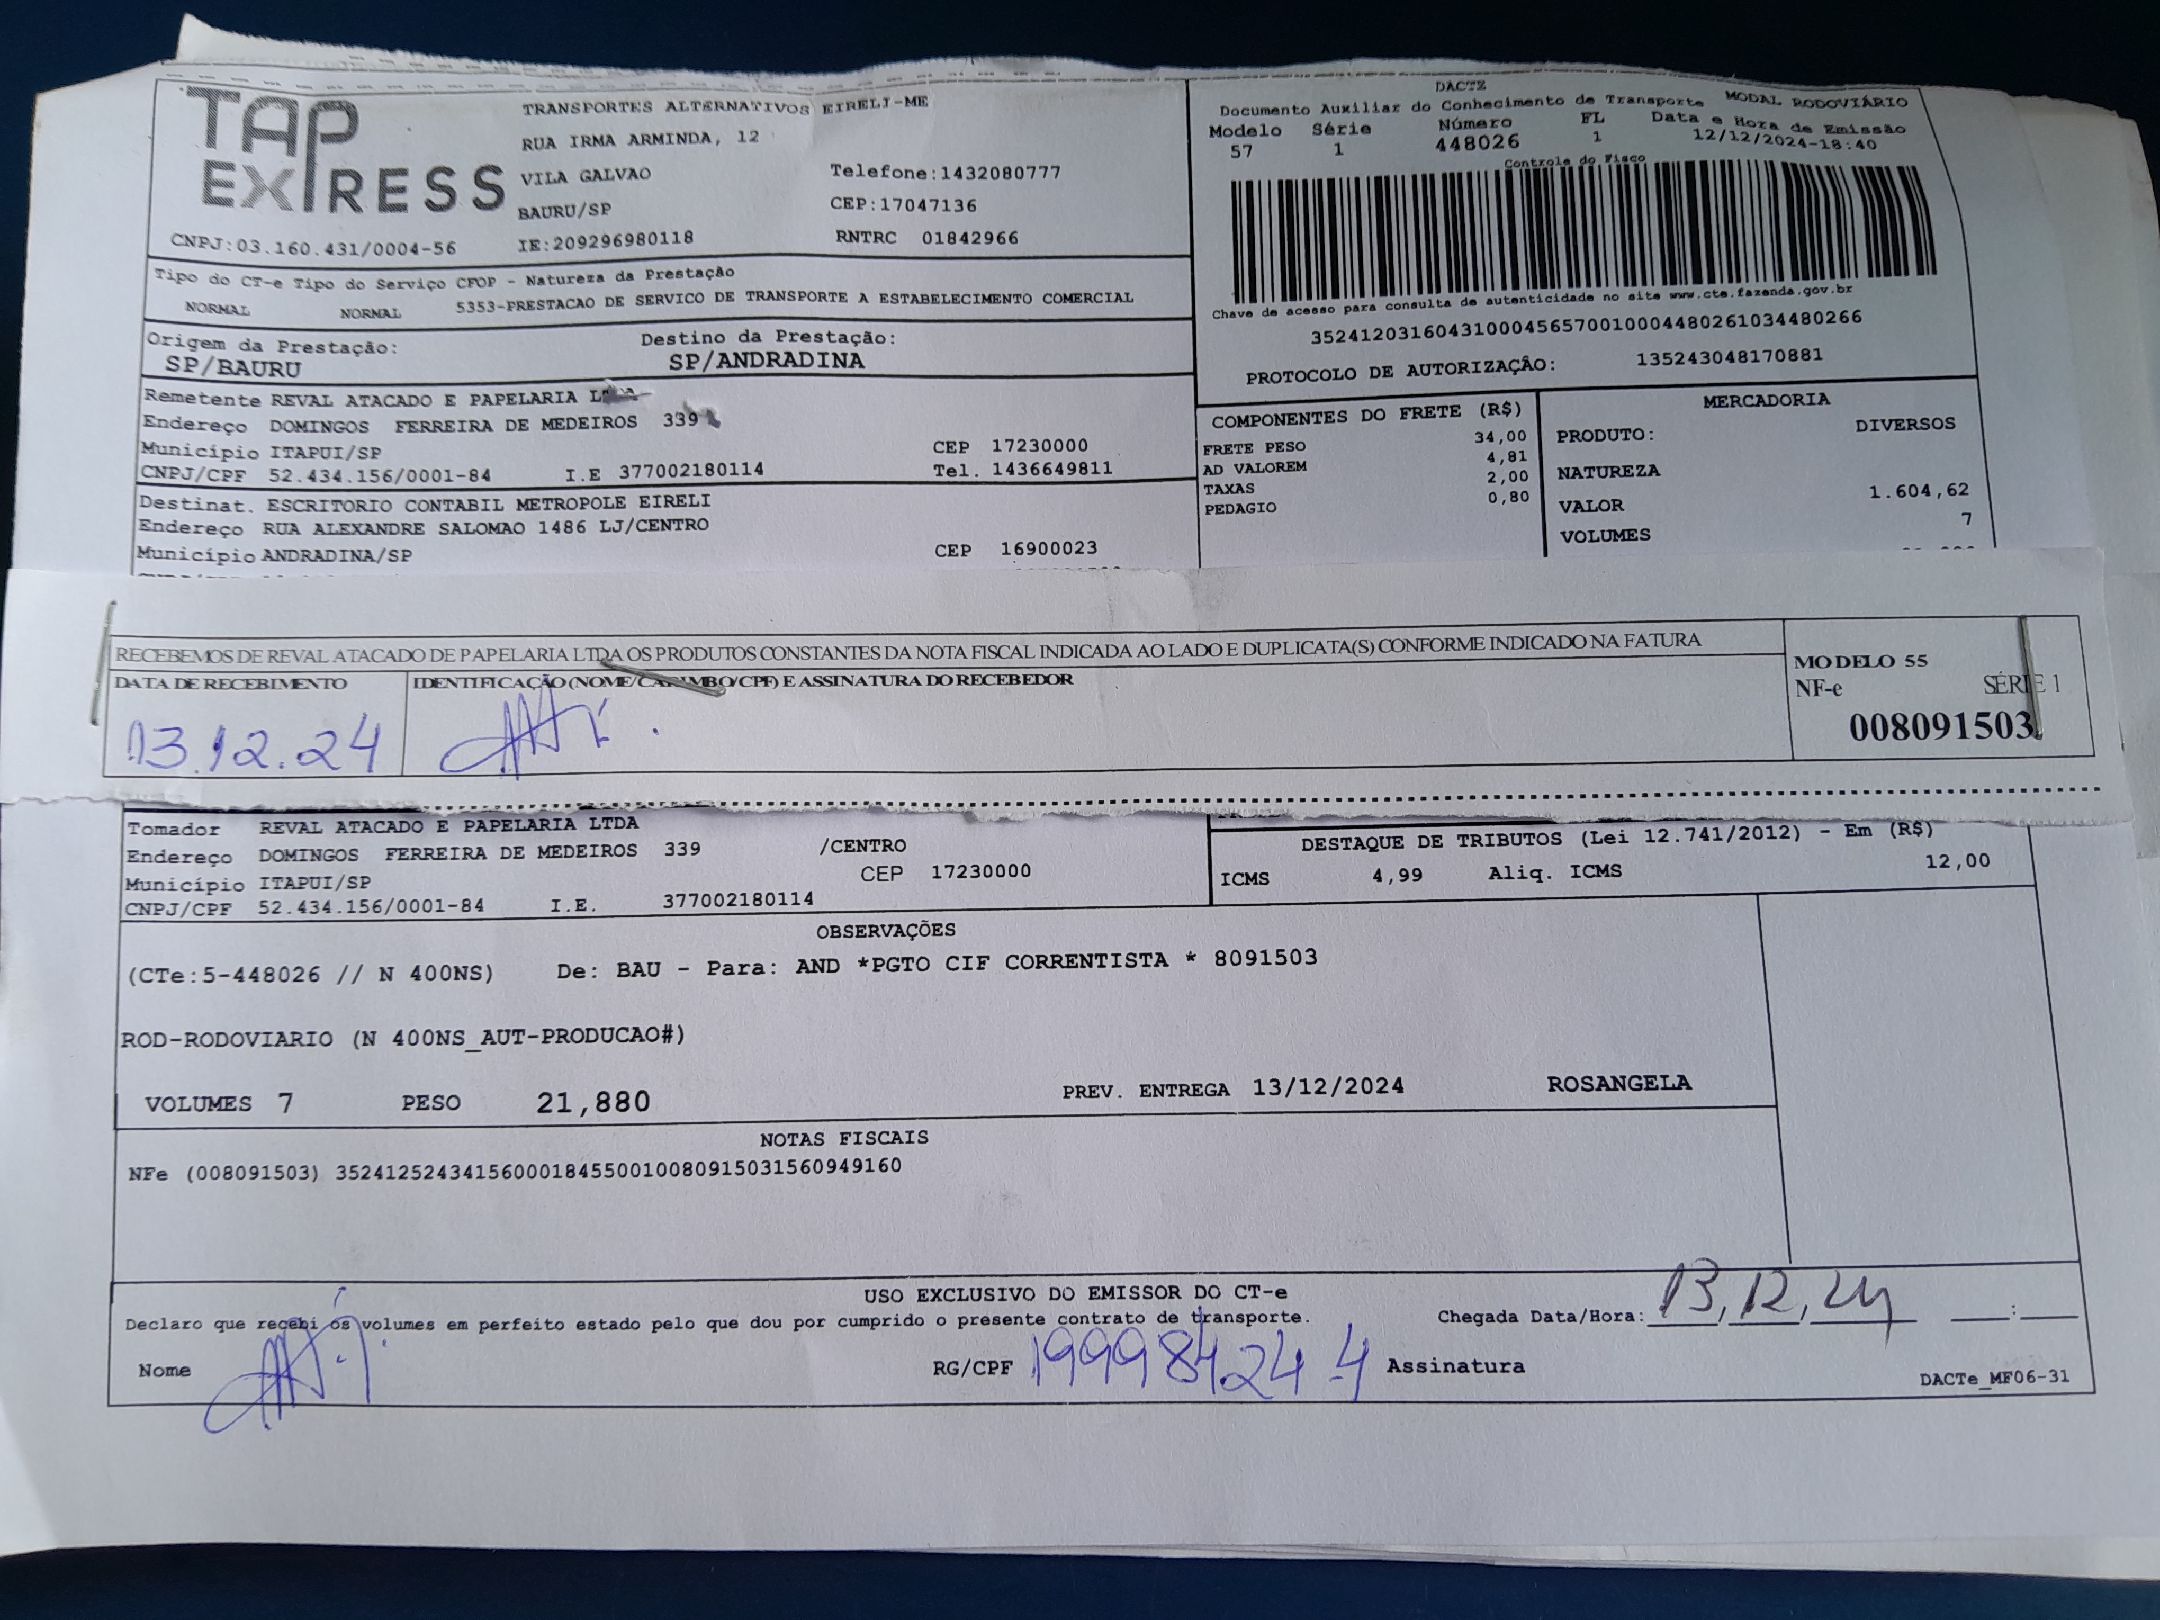 TAP
EXPRESS
TRANSPORTES ALTERNATIVOS EIRELI-ME
RUA IRMA ARMINDA, 12
VILA GALVAO Telefone:1432080777
BAURU/SP CEP:17047136
CNPJ:03.160.431/0004-56 IE:209296980118 RNTRC 01842966
DACTE
Documento Auxiliar do Conhecimento de Transporte MODAL RODOVIÁRIO
Modelo Série Número FL Data e Hora de Emissão
57 1 448026 1 12/12/2024-18:40
Controle do Fisco
Chave de acesso para consulta de autenticidade no site www.cte.fazenda.gov.br
35241203160431000456570010004480261034480266
PROTOCOLO DE AUTORIZAÇÃO: 135243048170881
Tipo do CT-e Tipo do Serviço CFOP - Natureza da Prestação
NORMAL NORMAL 5353-PRESTACAO DE SERVICO DE TRANSPORTE A ESTABELECIMENTO COMERCIAL
Origem da Prestação: Destino da Prestação:
SP/BAURU SP/ANDRADINA
Remetente REVAL ATACADO E PAPELARIA
Endereço DOMINGOS FERREIRA DE MEDEIROS 339
Município ITAPUI/SP CEP 17230000
CNPJ/CPF 52.434.156/0001-84 I.E 377002180114 Tel. 1436649811
Destinat. ESCRITORIO CONTABIL METROPOLE EIRELI
Endereço RUA ALEXANDRE SALOMAO 1486 LJ/CENTRO
Município ANDRADINA/SP CEP 16900023
COMPONENTES DO FRETE (R$)
FRETE PESO 34,00
AD VALOREM 4,81
TAXAS 2,00
PEDAGIO 0,80
MERCADORIA
PRODUTO: DIVERSOS
NATUREZA
VALOR 1.604,62
VOLUMES 7
RECEBEMOS DE REVAL ATACADO DE PAPELARIA LTDA OS PRODUTOS CONSTANTES DA NOTA FISCAL INDICADA AO LADO E DUPLICATA(S) CONFORME INDICADO NA FATURA
DATA DE RECEBIMENTO IDENTIFICAÇÃO (NOME/CARIMBO/CPF) E ASSINATURA DO RECEBEDOR
13.12.24
MODELO 55
NF-e SÉRIE 1
008091503
Tomador REVAL ATACADO E PAPELARIA LTDA
Endereço DOMINGOS FERREIRA DE MEDEIROS 339 /CENTRO
Município ITAPUI/SP CEP 17230000
CNPJ/CPF 52.434.156/0001-84 I.E. 377002180114
DESTAQUE DE TRIBUTOS (Lei 12.741/2012) - Em (R$)
ICMS 4,99 Aliq. ICMS 12,00
OBSERVAÇÕES
(CTe:5-448026 // N 400NS) De: BAU - Para: AND *PGTO CIF CORRENTISTA * 8091503
ROD-RODOVIARIO (N 400NS_AUT-PRODUCAO#)
VOLUMES 7 PESO 21,880 PREV. ENTREGA 13/12/2024 ROSANGELA
NOTAS FISCAIS
NFe (008091503) 35241252434156000184550010080915031560949160
USO EXCLUSIVO DO EMISSOR DO CT-e
Declaro que recebi os volumes em perfeito estado pelo que dou por cumprido o presente contrato de transporte. Chegada Data/Hora: 13,12,24 :
Nome RG/CPF 19998424-4 Assinatura
DACTe_MF06-31